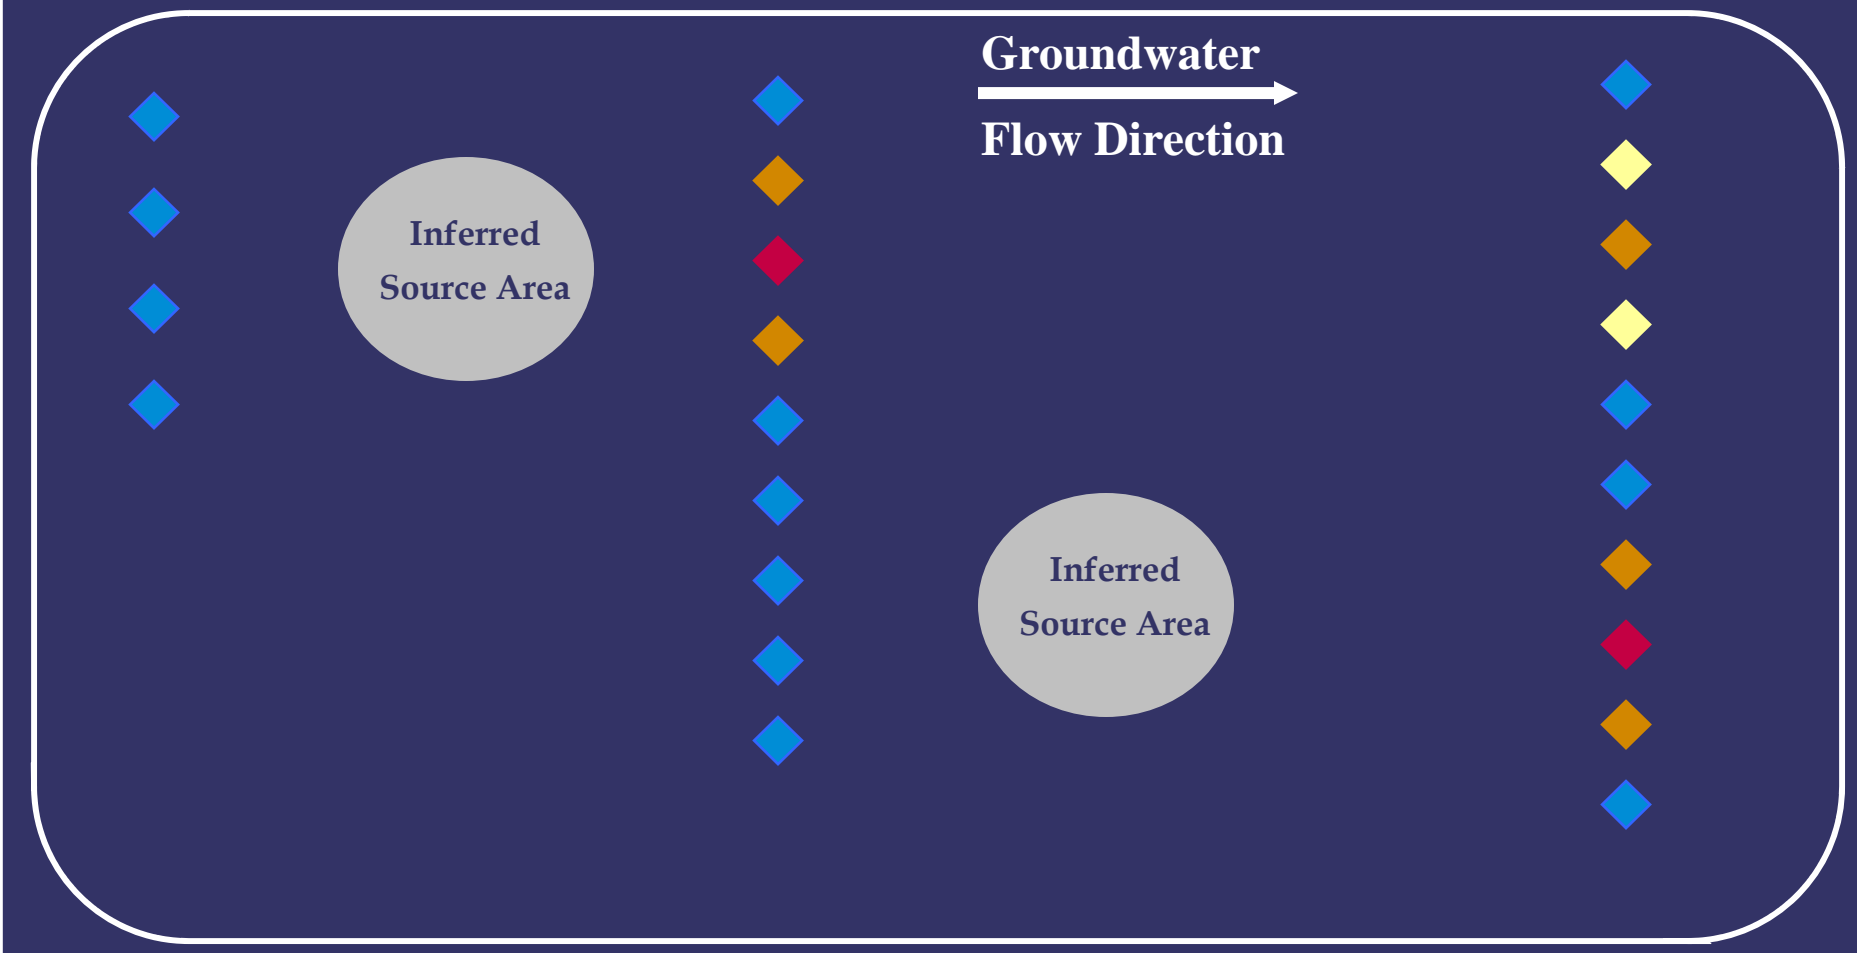 Groundwater
Flow Direction
Inferred
Source Area
Inferred
Source Area